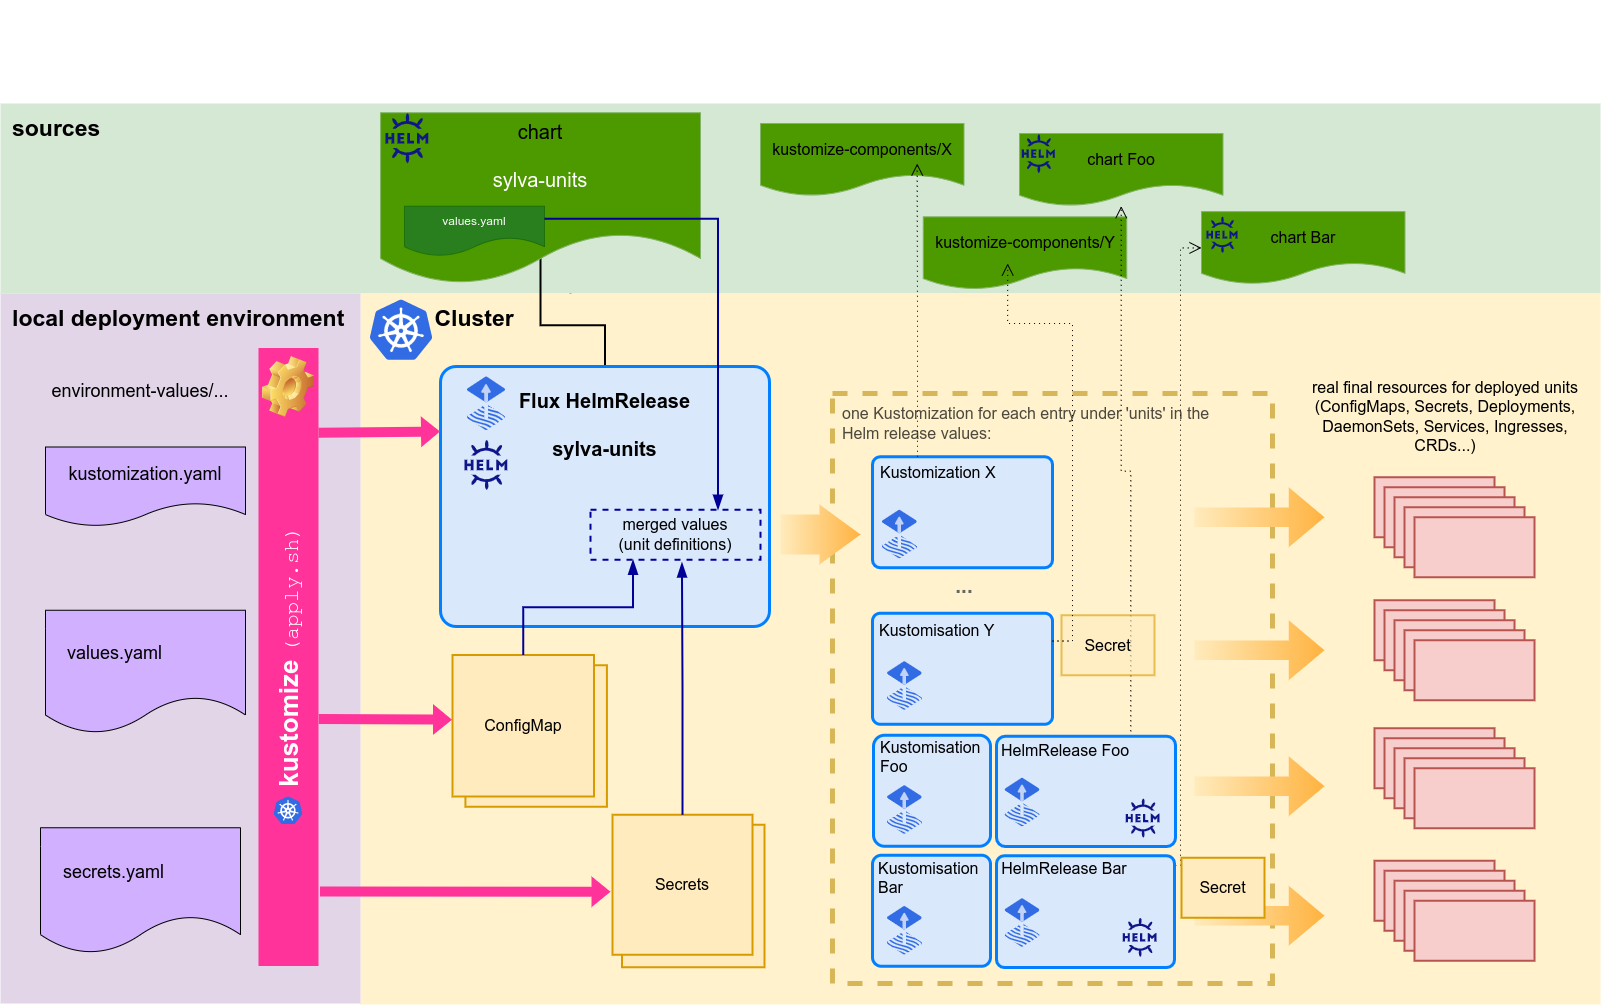 sources
HELM
chart
sylva-units
values.yaml
kustomize-components/X
HELM
chart Foo
kustomize-components/Y
HELM
chart Bar
local deployment environment
Cluster
environment-values/...
kustomization.yaml
values.yaml
secrets.yaml
kustomize (apply.sh)
Flux HelmRelease
HELM
sylva-units
merged values
(unit definitions)
ConfigMap
Secrets
one Kustomization for each entry under 'units' in the
Helm release values:
Kustomization X
...
Kustomisation Y
Secret
Kustomisation
Foo
HelmRelease Foo
HELM
Kustomisation
Bar
HelmRelease Bar
HELM
Secret
real final resources for deployed units
(ConfigMaps, Secrets, Deployments,
DaemonSets, Services, Ingresses,
CRDs...)